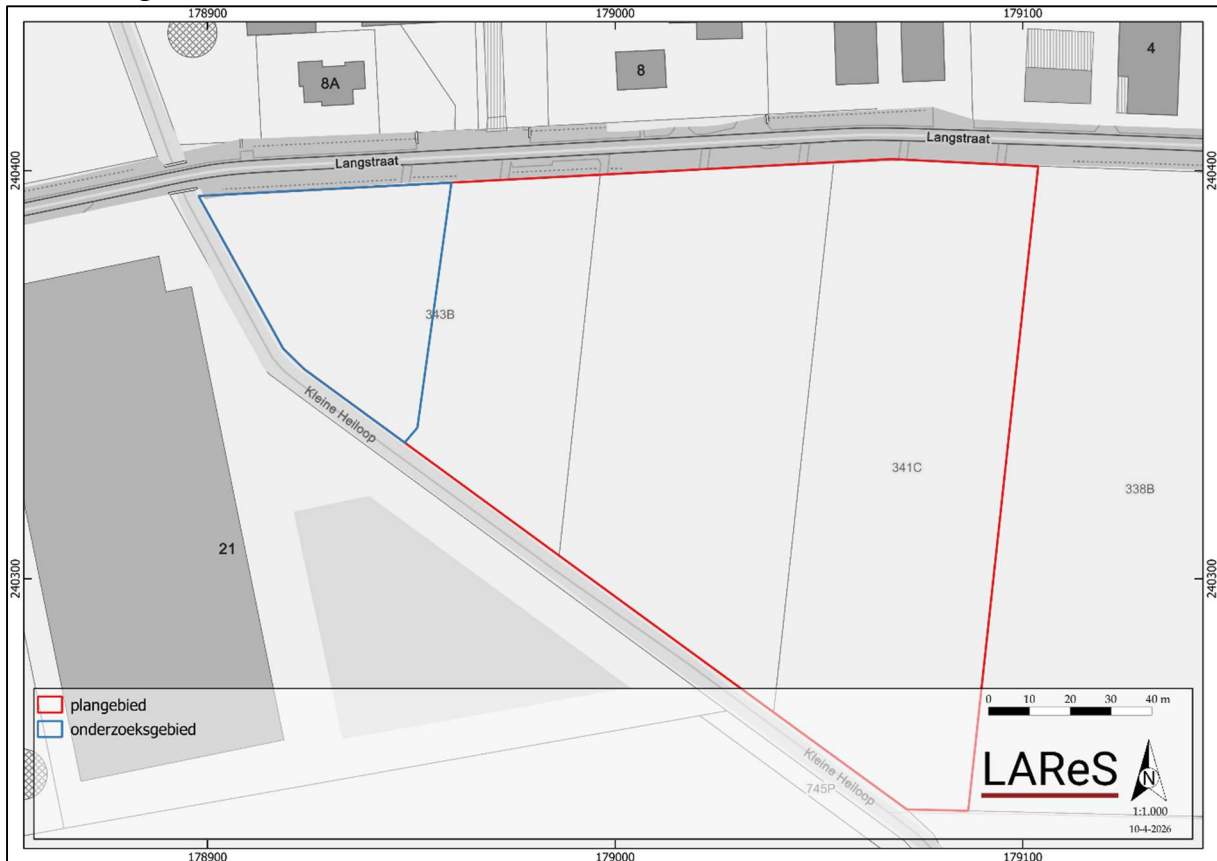 178900
179000
179100
8A
8
4
Langstraat
Langstraat
240400
240400
343B
Kleine Heiloop
341C
338B
21
240300
240300
plangebied
onderzoeksgebied
0 10 20 30 40 m
LAReS
N
Kleine Heiloop
745P
1:1.000
10-4-2026
178900
179000
179100